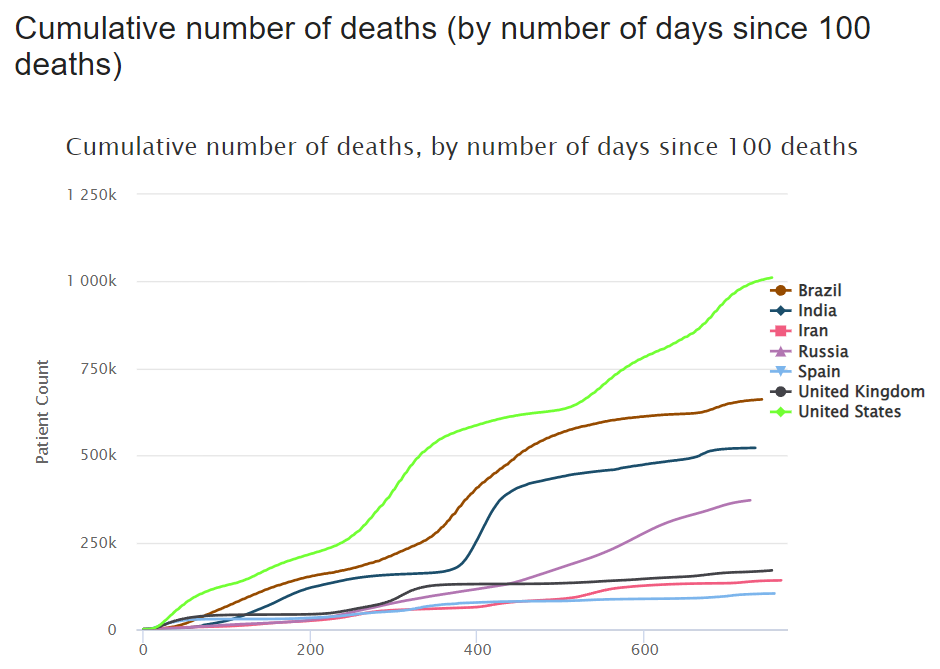 Cumulative number of deaths (by number of days since 100
deaths)
Cumulative number of deaths, by number of days since 100 deaths
1 250k
1 000k
750k
500k
250k
0
Patient Count
0
200
400
600
Brazil
India
Iran
Russia
Spain
United Kingdom
United States